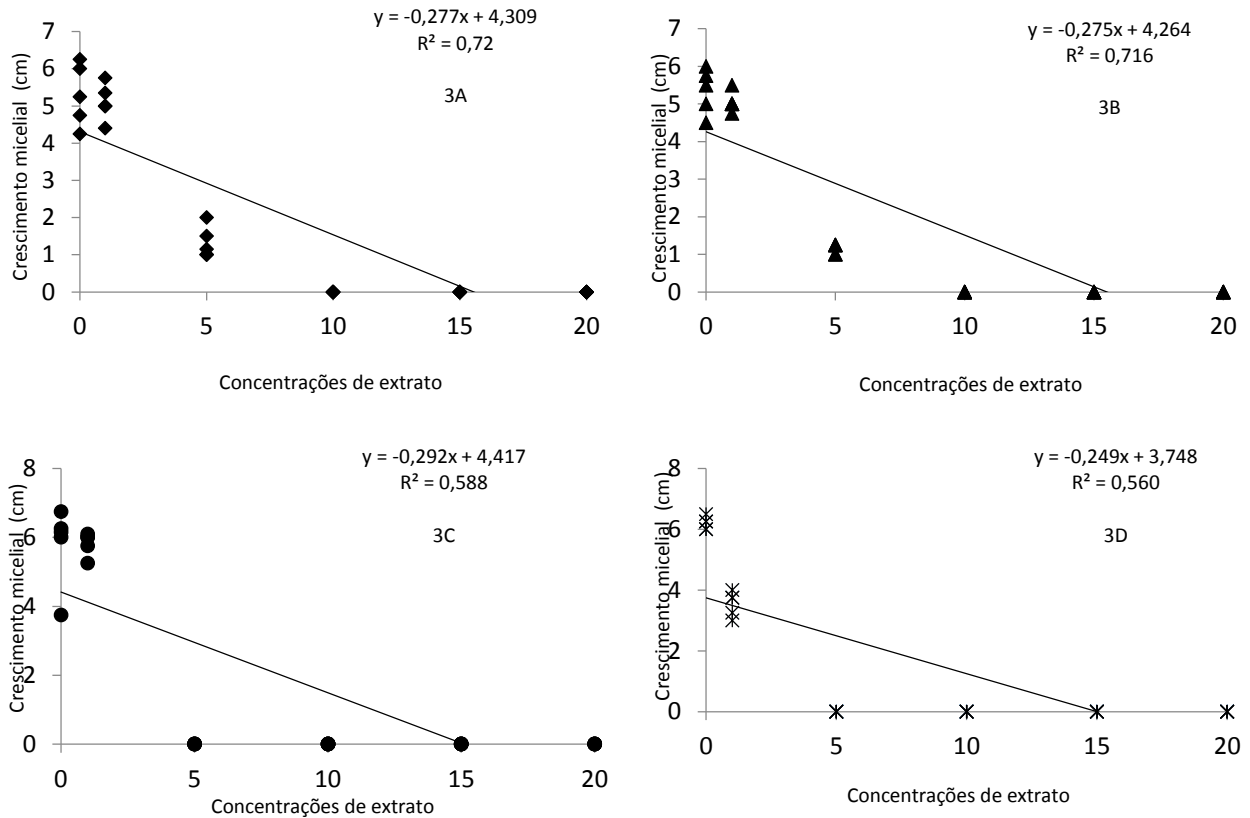 y = -0,277x + 4,309
R² = 0,72
3A
Crescimento micelial (cm)
7
6
5
4
3
2
1
0
0 5 10 15 20
Concentrações de extrato
y = -0,275x + 4,264
R² = 0,716
3B
Crescimento micelial (cm)
7
6
5
4
3
2
1
0
0 5 10 15 20
Concentrações de extrato
y = -0,292x + 4,417
R² = 0,588
3C
Crescimento micelial (cm)
8
6
4
2
0
0 5 10 15 20
Concentrações de extrato
y = -0,249x + 3,748
R² = 0,560
3D
Crescimento micelial (cm)
8
6
4
2
0
0 5 10 15 20
Concentrações de extrato